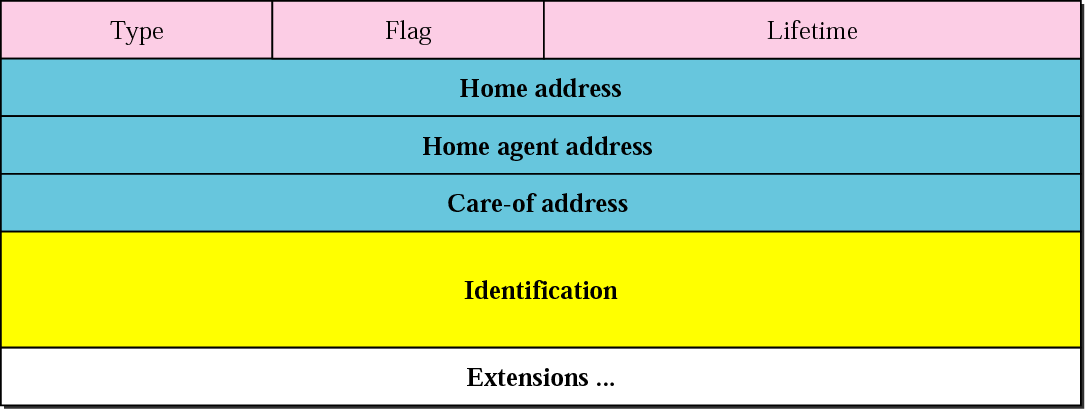 Type Flag Lifetime
Home address
Home agent address
Care-of address
Identification
Extensions ...